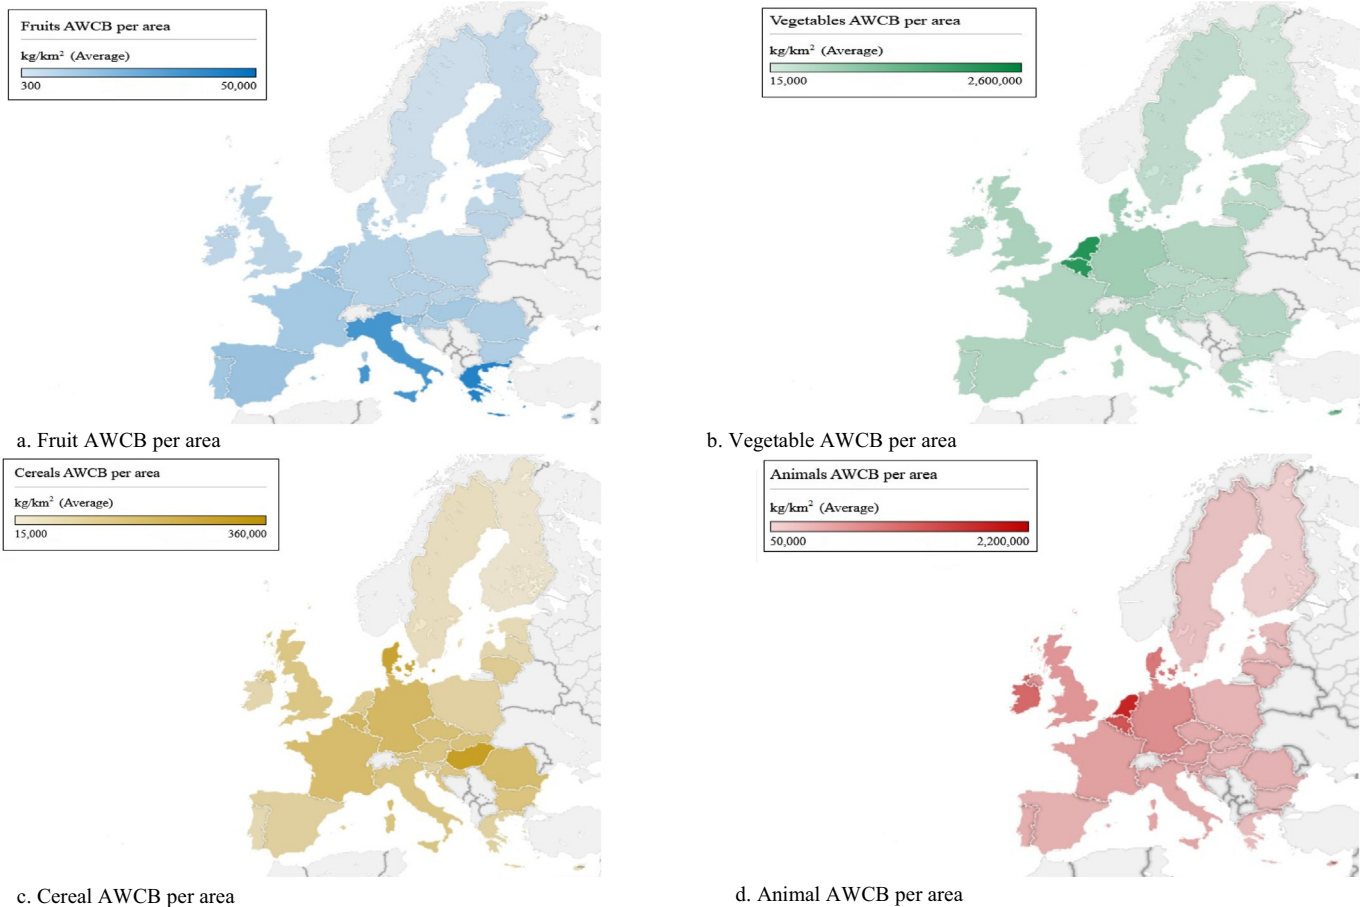 Fruits AWCB per area
kg/km² (Average)
300 50,000
a. Fruit AWCB per area
Vegetables AWCB per area
kg/km² (Average)
15,000 2,600,000
b. Vegetable AWCB per area
Cereals AWCB per area
kg/km² (Average)
15,000 360,000
c. Cereal AWCB per area
Animals AWCB per area
kg/km² (Average)
50,000 2,200,000
d. Animal AWCB per area